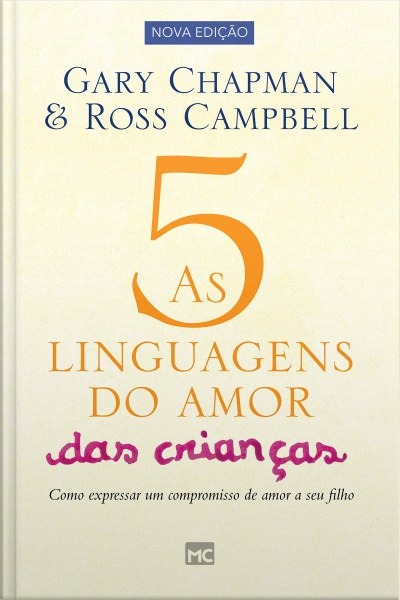 NOVA EDIÇÃO
GARY CHAPMAN
& ROSS CAMPBELL
AS 5
LINGUAGENS
DO AMOR
das crianças
Como expressar um compromisso de amor a seu filho
MC